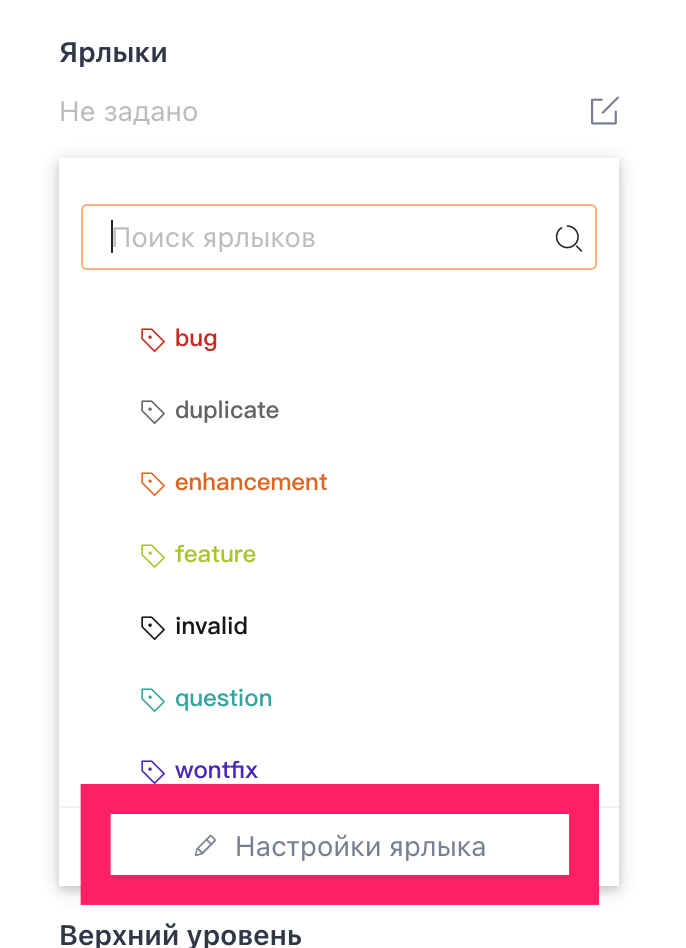 Ярлыки
Не задано
Поиск ярлыков
bug
duplicate
enhancement
feature
invalid
question
wontfix
Настройки ярлыка
Верхний уровень